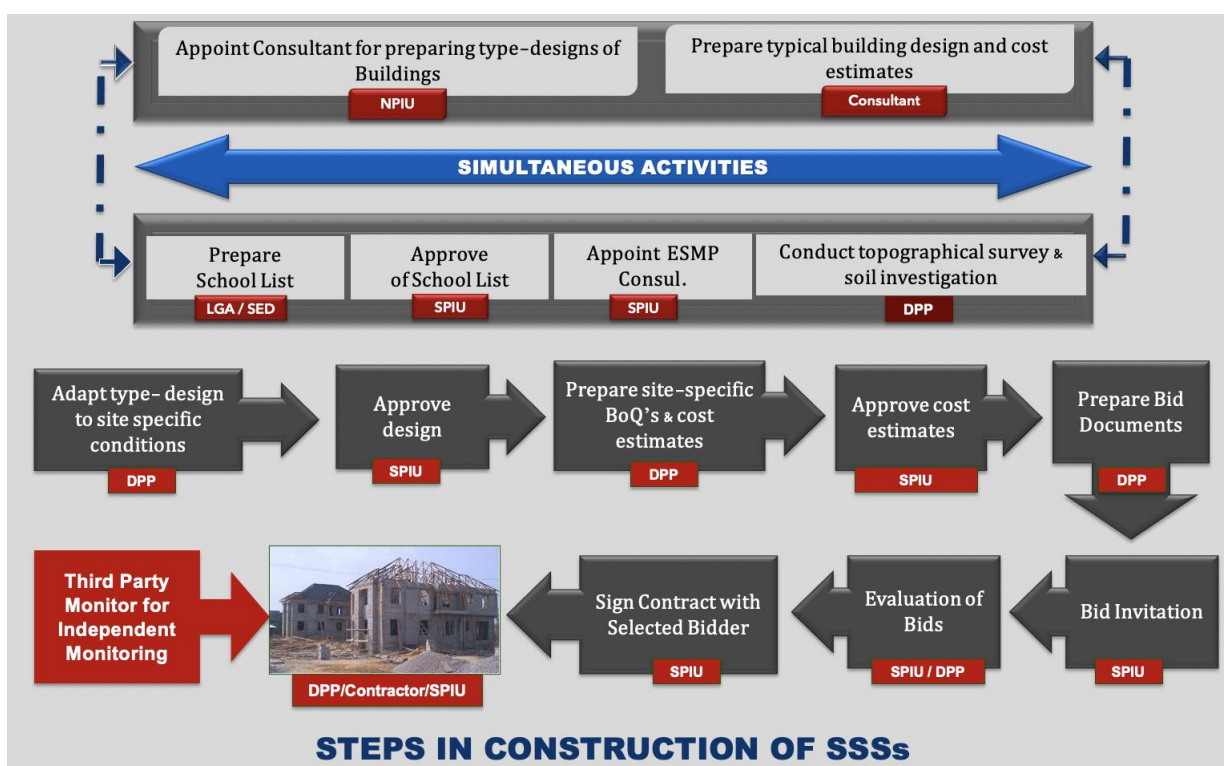 Appoint Consultant for preparing type-designs of
Buildings
NPIU
Prepare typical building design and cost
estimates
Consultant
SIMULTANEOUS ACTIVITIES
Prepare
School List
LGA / SED
Approve
of School List
SPIU
Appoint ESMP
Consul.
SPIU
Conduct topographical survey &
soil investigation
DPP
Adapt type- design
to site specific
conditions
DPP
Approve
design
SPIU
Prepare site-specific
BoQ's & cost
estimates
DPP
Approve cost
estimates
SPIU
Prepare Bid
Documents
DPP
Bid Invitation
SPIU
Evaluation of
Bids
SPIU / DPP
Sign Contract with
Selected Bidder
SPIU
DPP/Contractor/SPIU
Third Party
Monitor for
Independent
Monitoring
STEPS IN CONSTRUCTION OF SSSs